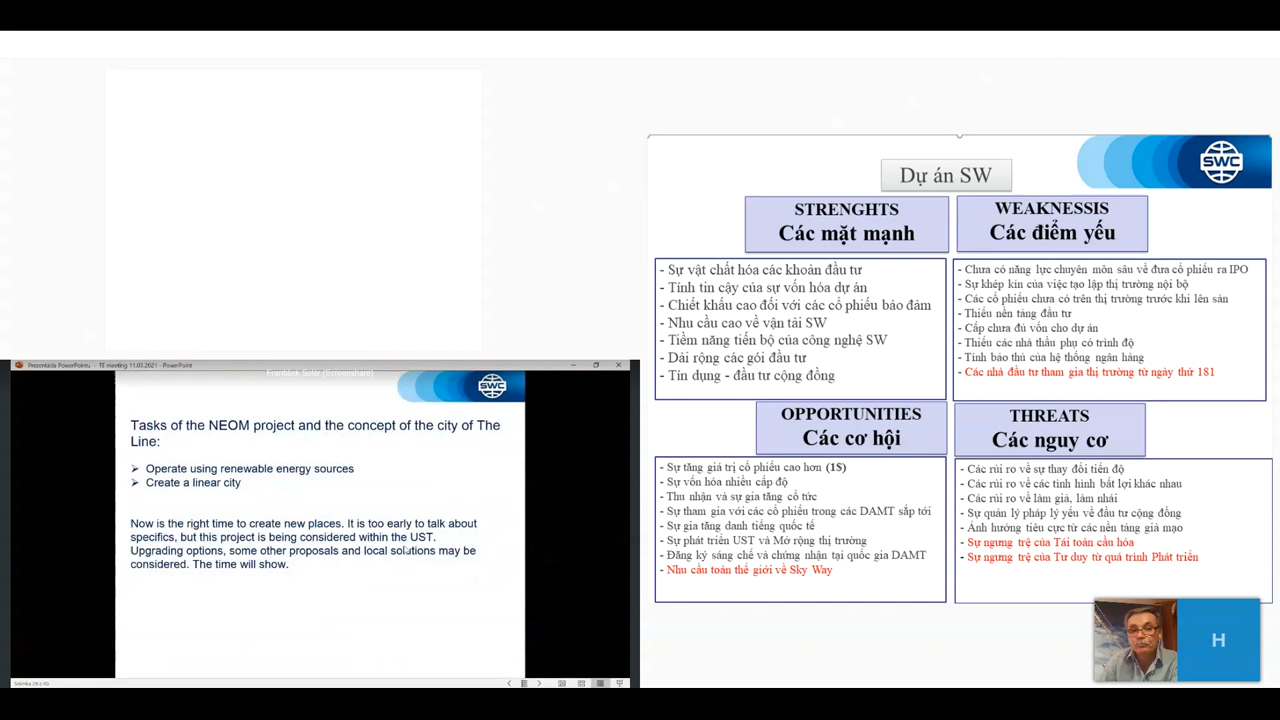 Prezentácia PowerPointu - TE meeting 11.03.2021 - PowerPoint
František Solár (Screenshare)
SWC
Tasks of the NEOM project and the concept of the city of The
Line:
Operate using renewable energy sources
Create a linear city
Now is the right time to create new places. It is too early to talk about
specifics, but this project is being considered within the UST.
Upgrading options, some other proposals and local solutions may be
considered. The time will show.
SWC
Dự án SW
STRENGHTS
Các mặt mạnh
- Sự vật chất hóa các khoản đầu tư
- Tính tin cậy của sự vốn hóa dự án
- Chiết khấu cao đối với các cổ phiếu bảo đảm
- Nhu cầu cao về vận tải SW
- Tiềm năng tiến bộ của công nghệ SW
- Dải rộng các gói đầu tư
- Tín dụng - đầu tư cộng đồng
WEAKNESSIS
Các điểm yếu
- Chưa có năng lực chuyên môn sâu về đưa cổ phiếu ra IPO
- Sự khép kín của việc tạo lập thị trường nội bộ
- Các cổ phiếu chưa có trên thị trường trước khi lên sàn
- Thiếu nền tảng đầu tư
- Cấp chưa đủ vốn cho dự án
- Thiếu các nhà thầu phụ có trình độ
- Tính bảo thủ của hệ thống ngân hàng
- Các nhà đầu tư tham gia thị trường từ ngày thứ 181
OPPORTUNITIES
Các cơ hội
- Sự tăng giá trị cổ phiếu cao hơn (1$)
- Sự vốn hóa nhiều cấp độ
- Thu nhận và sự gia tăng cổ tức
- Sự tham gia với các cổ phiếu trong các DAMT sắp tới
- Sự gia tăng danh tiếng quốc tế
- Sự phát triển UST và Mở rộng thị trường
- Đăng ký sáng chế và chứng nhận tại quốc gia DAMT
- Nhu cầu toàn thế giới về Sky Way
THREATS
Các nguy cơ
- Các rủi ro về sự thay đổi tiến độ
- Các rủi ro về các tình hình bất lợi khác nhau
- Các rủi ro về làm giả, làm nhái
- Sự quản lý pháp lý yếu về đầu tư cộng đồng
- Ảnh hưởng tiêu cực từ các nền tảng giả mạo
- Sự ngưng trệ của Tái toàn cầu hóa
- Sự ngưng trệ của Tư duy từ quá trình Phát triển
H